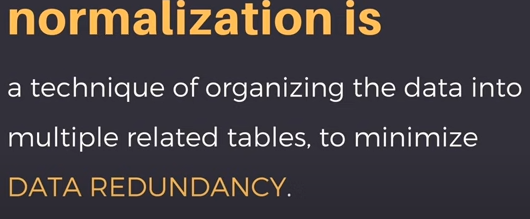 normalization is
a technique of organizing the data into
multiple related tables, to minimize
DATA REDUNDANCY.